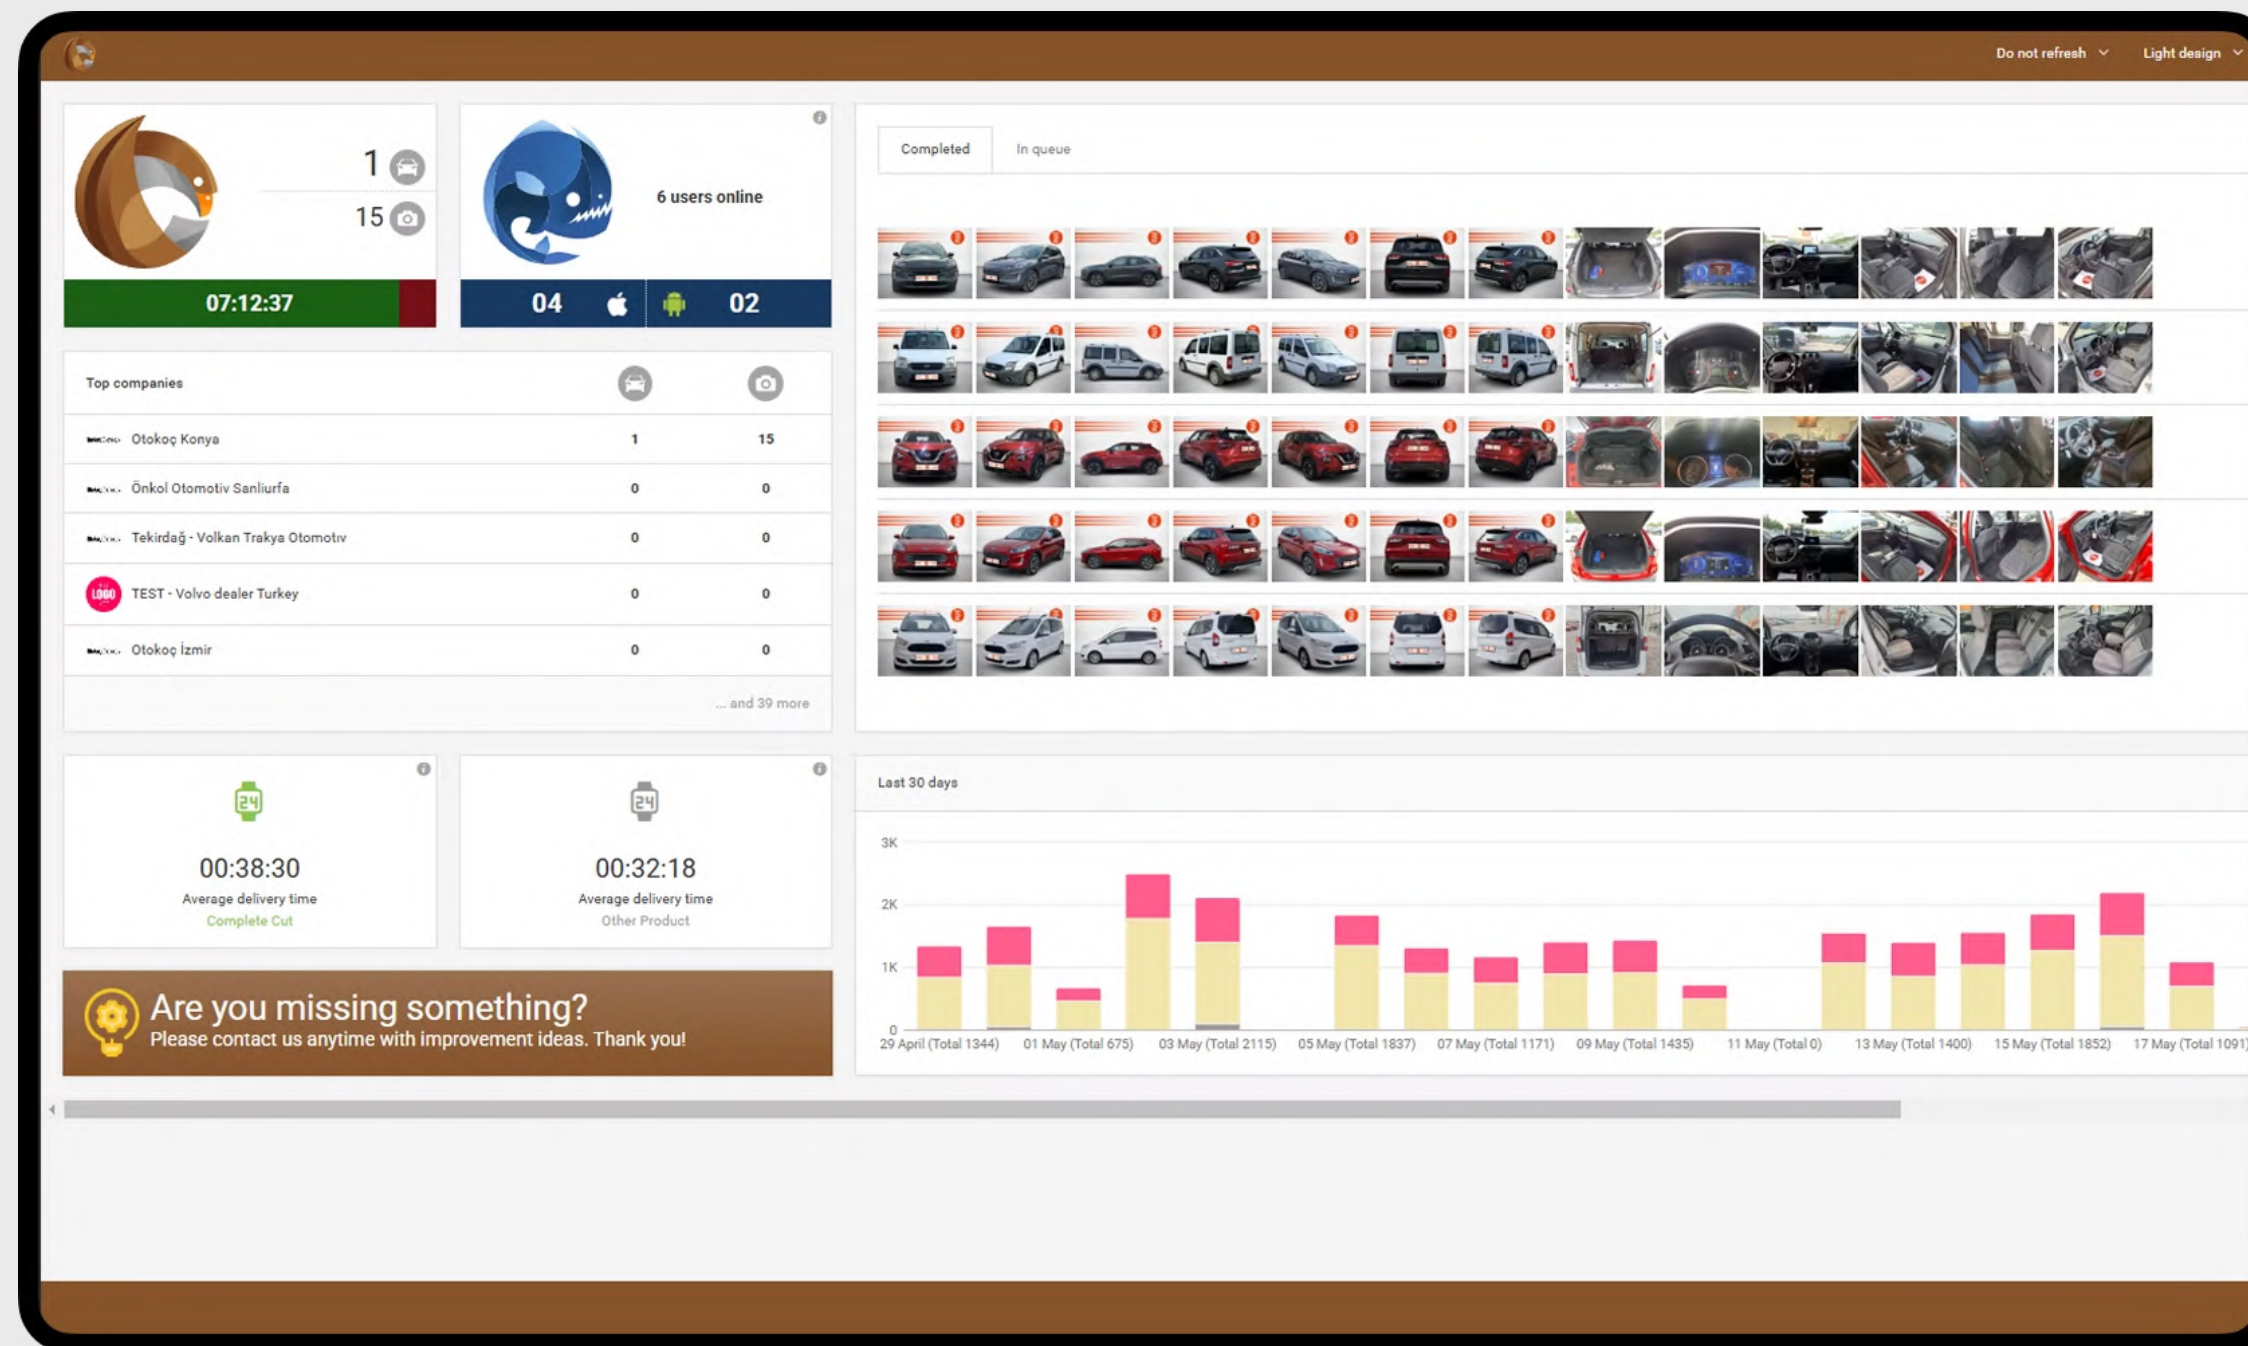 Do not refresh Light design
1
15
07:12:37
6 users online
04 02
Top companies
Otokoç Konya 1 15
Önkol Otomotiv Sanliurfa 0 0
Tekirdağ - Volkan Trakya Otomotıv 0 0
LOGO TEST - Volvo dealer Turkey 0 0
Otokoç İzmir 0 0
... and 39 more
24
00:38:30
Average delivery time
Complete Cut
24
00:32:18
Average delivery time
Other Product
Are you missing something?
Please contact us anytime with improvement ideas. Thank you!
Completed In queue
Last 30 days
3K
2K
1K
0
29 April (Total 1344) 01 May (Total 675) 03 May (Total 2115) 05 May (Total 1837) 07 May (Total 1171) 09 May (Total 1435) 11 May (Total 0) 13 May (Total 1400) 15 May (Total 1852) 17 May (Total 1091)